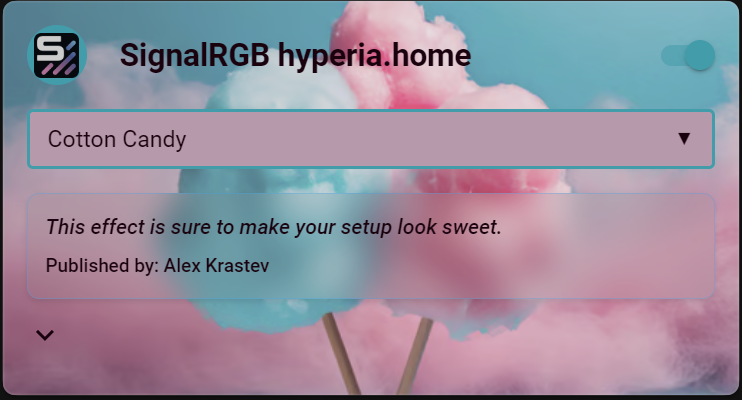 SignalRGB hyperia.home
Cotton Candy
This effect is sure to make your setup look sweet.
Published by: Alex Krastev